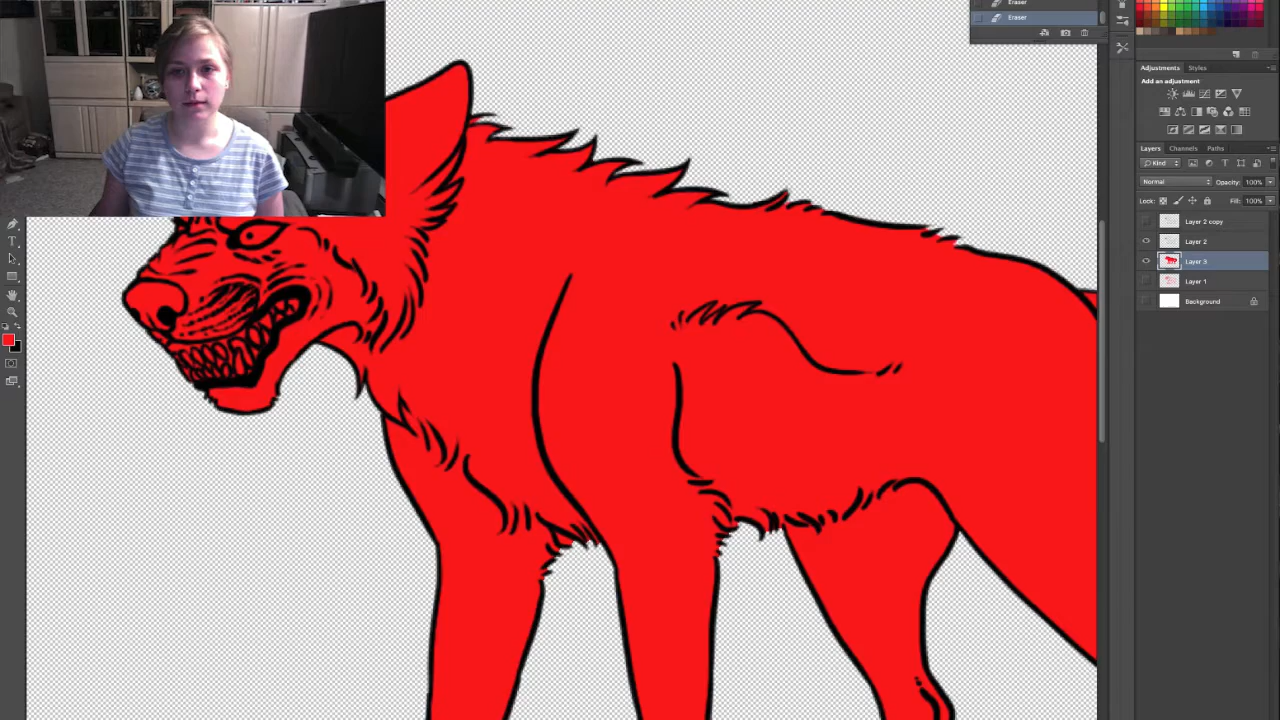 Eraser
Eraser
Adjustments Styles
Add an adjustment
Layers Channels Paths
Kind
Normal Opacity: 100%
Lock: Fill: 100%
Layer 2 copy
Layer 2
Layer 3
Layer 1
Background
T